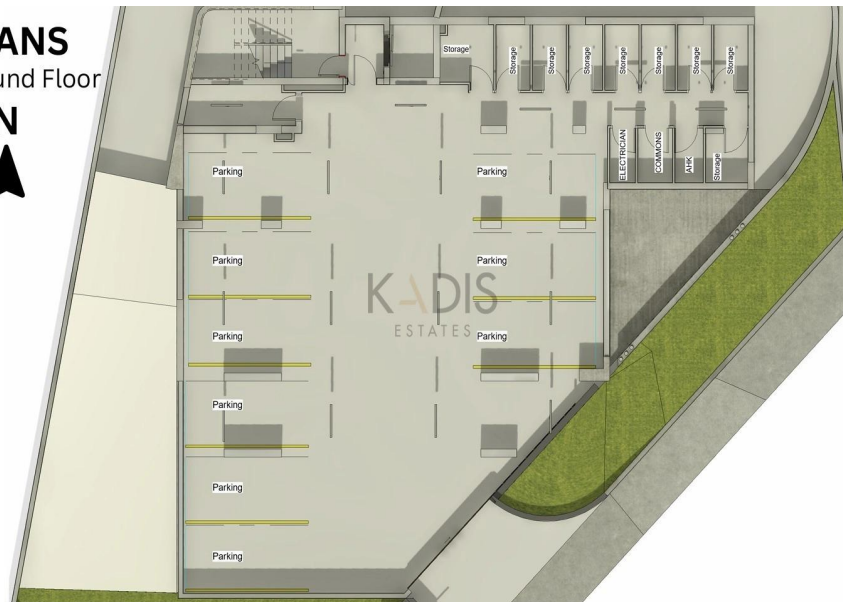 ANS
und Floor
N
Storage
Storage
Storage
Storage
Storage
Storage
Storage
Storage
ELECTRICIAN
COMMONS
AHK
Storage
Parking
Parking
Parking
Parking
KADIS
ESTATES
Parking
Parking
Parking
Parking
Parking